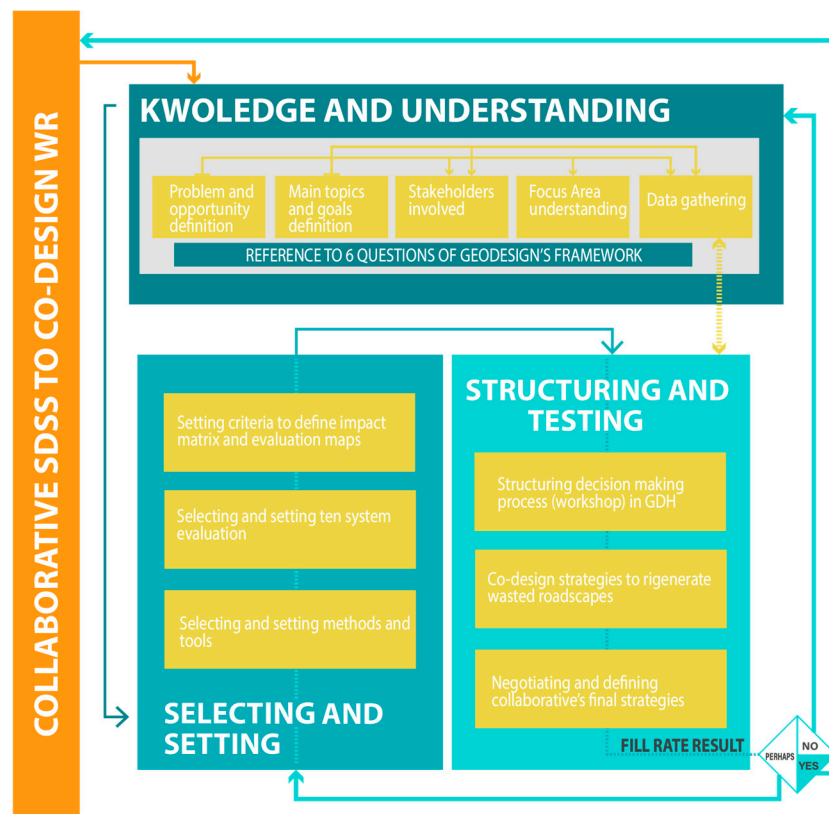 COLLABORATIVE SDSS TO CO-DESIGN WR
KWOLEDGE AND UNDERSTANDING
Problem and
opportunity
definition
Main topics
and goals
definition
Stakeholders
involved
Focus Area
understanding
Data gathering
REFERENCE TO 6 QUESTIONS OF GEODESIGN'S FRAMEWORK
Setting criteria to define impact
matrix and evaluation maps
Selecting and setting ten system
evaluation
Selecting and setting methods and
tools
SELECTING AND
SETTING
STRUCTURING AND
TESTING
Structuring decision making
process (workshop) in GDH
Co-design strategies to rigenerate
wasted roadscapes
Negotiating and defining
collaborative's final strategies
FILL RATE RESULT
PERHAPS
NO
YES